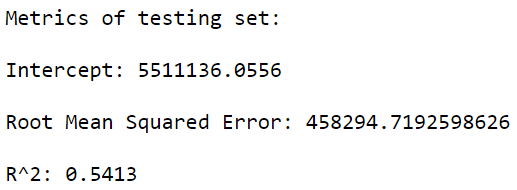 Metrics of testing set:
Intercept: 5511136.0556
Root Mean Squared Error: 458294.7192598626
R^2: 0.5413